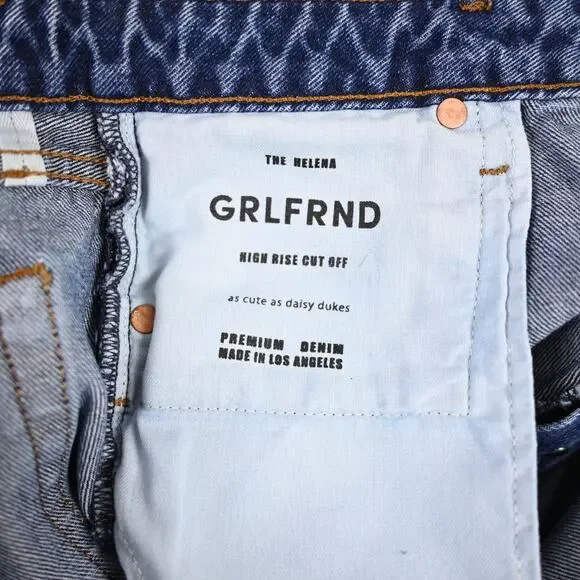 THE HELENA
GRLFRND
HIGH RISE CUT OFF
as cute as daisy dukes
PREMIUM DENIM
MADE IN LOS ANGELES